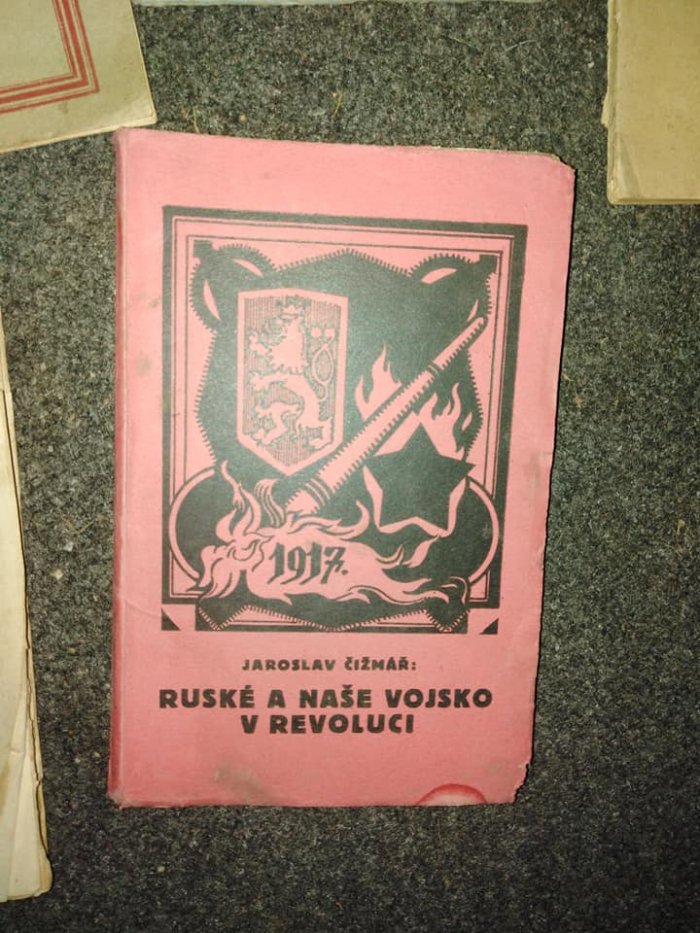 1917.
JAROSLAV ČIŽMÁŘ:
RUSKÉ A NAŠE VOJSKO
V REVOLUCI